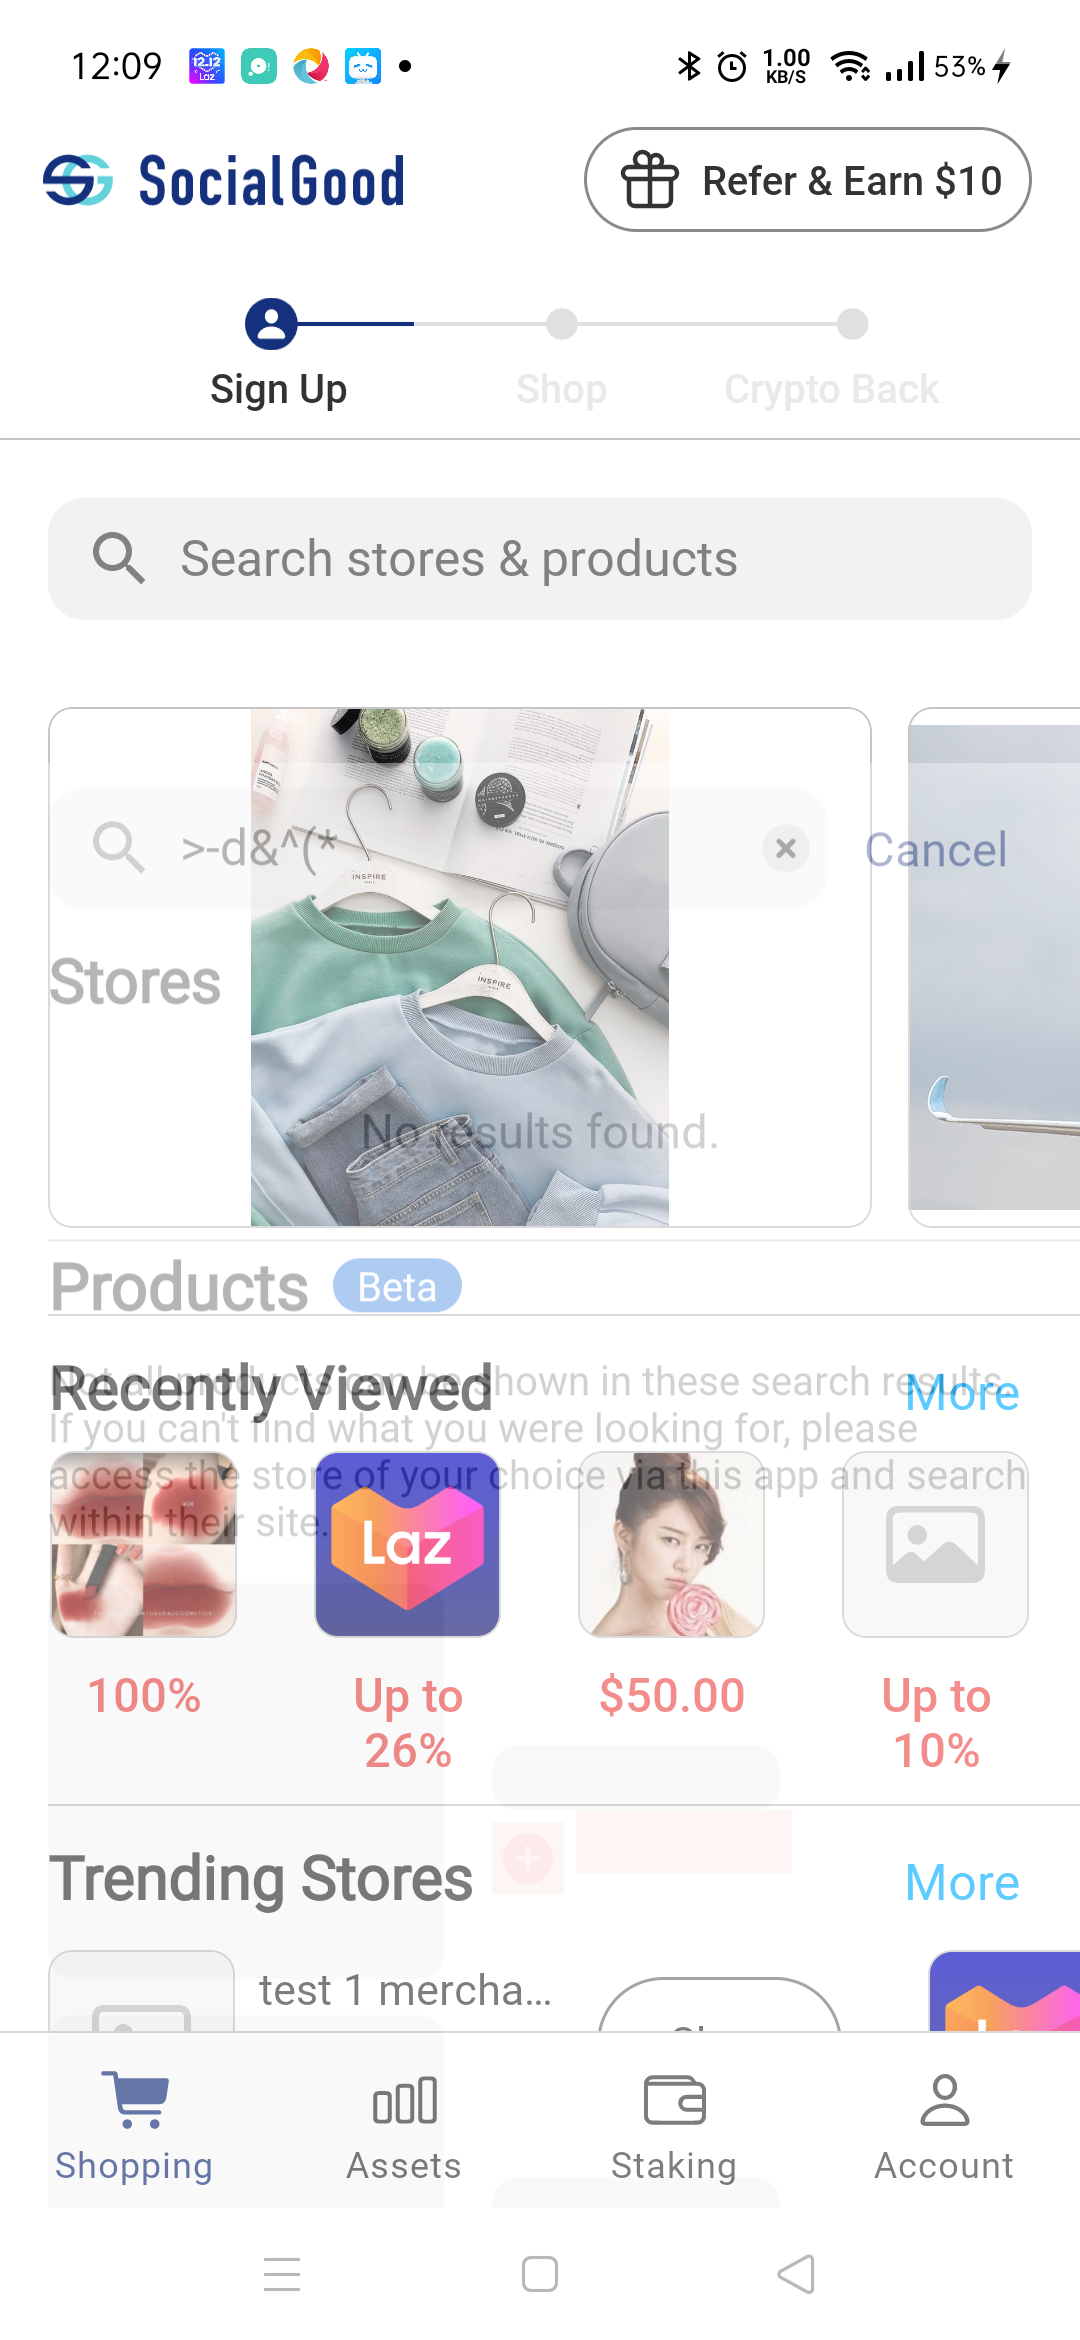 12:09
1.00
KB/S
53%
SocialGood
Refer & Earn $10
Sign Up
Shop
Crypto Back
Search stores & products
>-d&^(*
Cancel
INSPIRE
INSPIRE
Stores
No results found.
Products
Beta
Recently Viewed
More
Not all products can be shown in these search results.
If you can't find what you were looking for, please
access the store of your choice via this app and search
within their site.
Laz
100%
Up to
26%
$50.00
Up to
10%
Trending Stores
More
test 1 mercha...
Shopping
Assets
Staking
Account